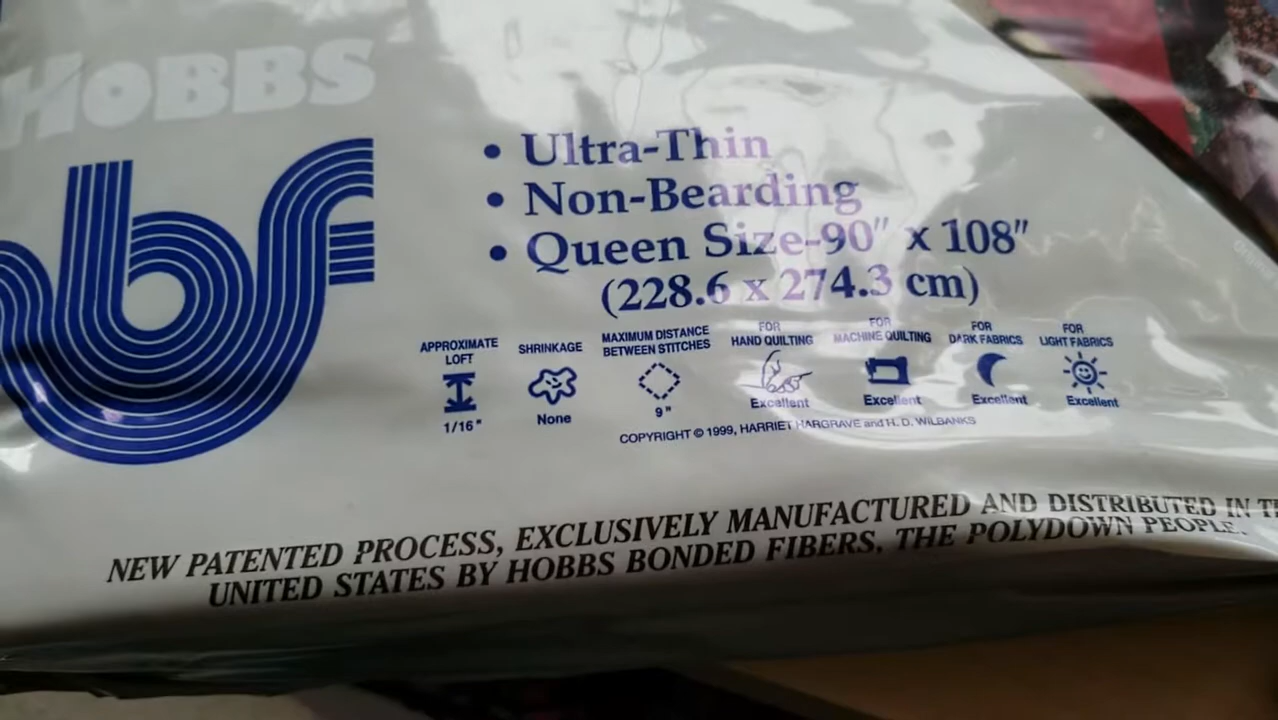 HOBBS
hbf
• Ultra-Thin
• Non-Bearding
• Queen Size-90" x 108"
(228.6 x 274.3 cm)
APPROXIMATE LOFT
1/16"
SHRINKAGE
None
MAXIMUM DISTANCE BETWEEN STITCHES
9"
FOR HAND QUILTING
Excellent
FOR MACHINE QUILTING
Excellent
FOR DARK FABRICS
Excellent
FOR LIGHT FABRICS
Excellent
COPYRIGHT © 1999, HARRIET HARGRAVE and H. D. WILBANKS
NEW PATENTED PROCESS, EXCLUSIVELY MANUFACTURED AND DISTRIBUTED IN
UNITED STATES BY HOBBS BONDED FIBERS, THE POLYDOWN PEOPLE.